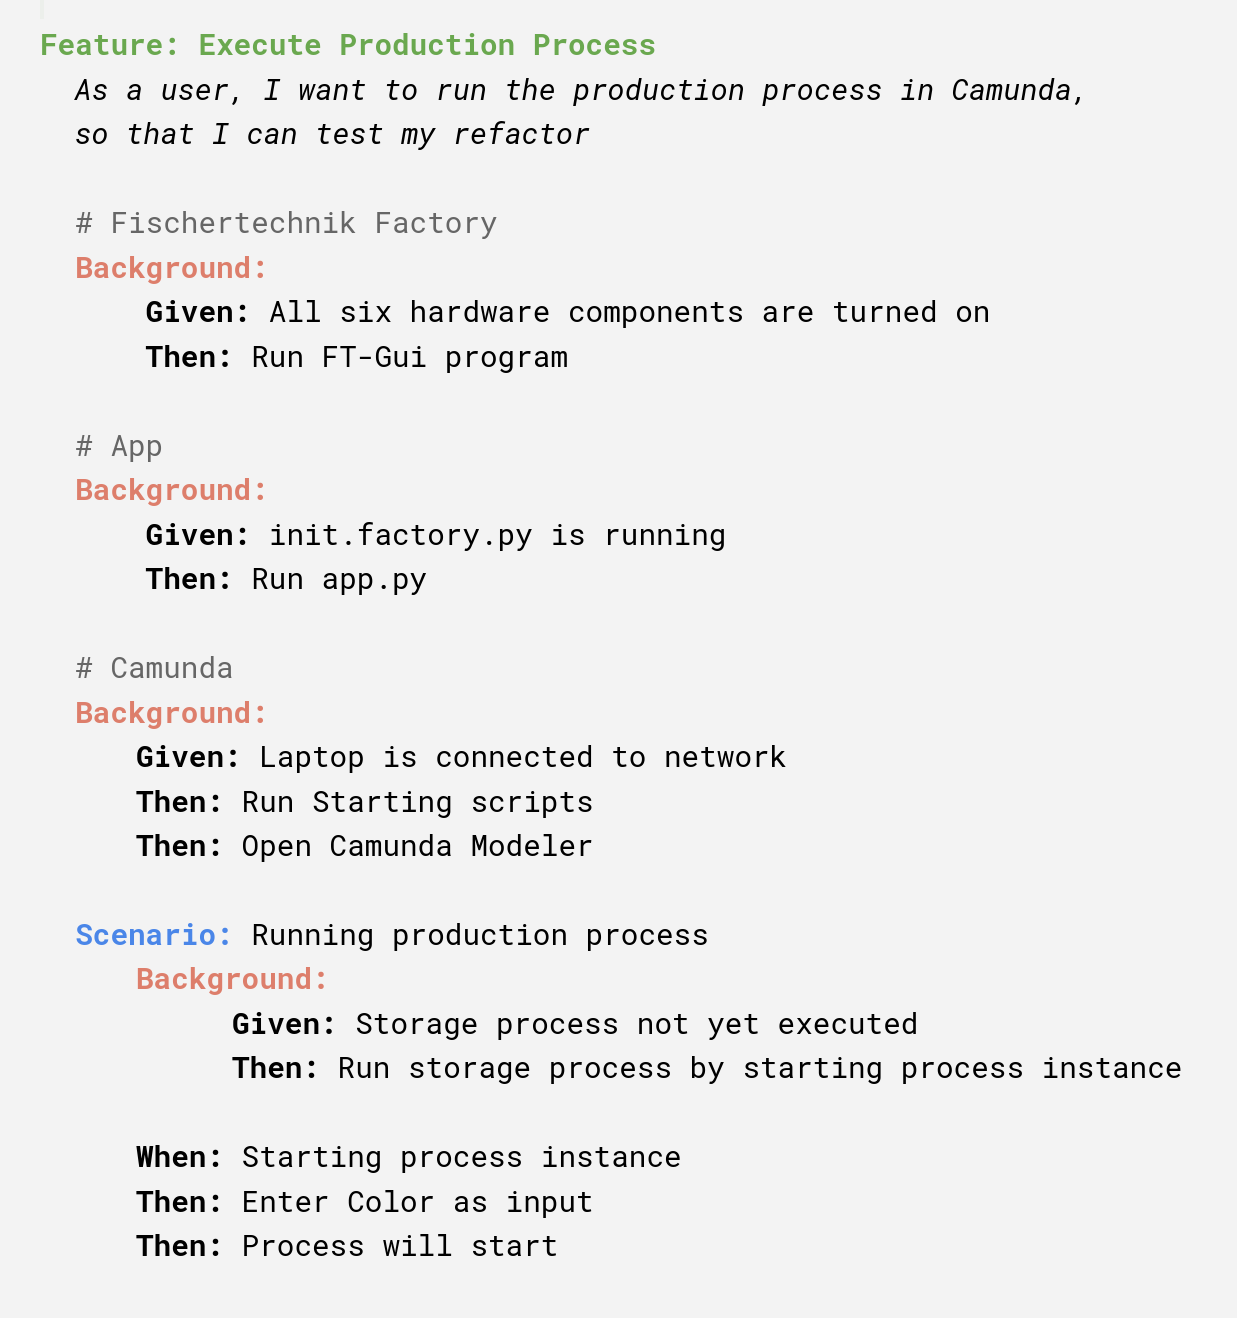 Feature: Execute Production Process
As a user, I want to run the production process in Camunda,
so that I can test my refactor
# Fischertechnik Factory
Background:
Given: All six hardware components are turned on
Then: Run FT-Gui program
# App
Background:
Given: init.factory.py is running
Then: Run app.py
# Camunda
Background:
Given: Laptop is connected to network
Then: Run Starting scripts
Then: Open Camunda Modeler
Scenario: Running production process
Background:
Given: Storage process not yet executed
Then: Run storage process by starting process instance
When: Starting process instance
Then: Enter Color as input
Then: Process will start